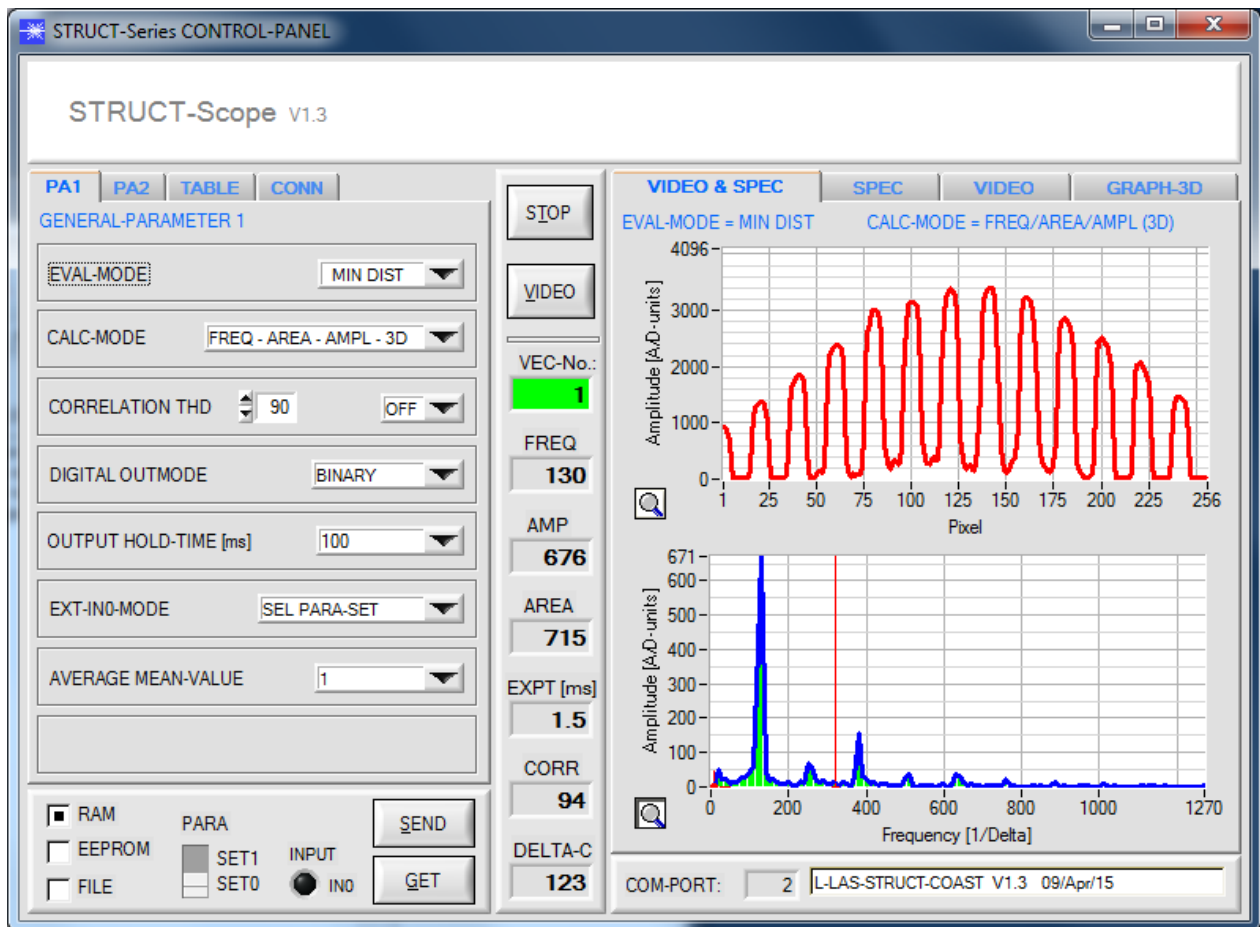 STRUCT-Series CONTROL-PANEL
STRUCT-Scope V1.3
PA1 PA2 TABLE CONN
GENERAL-PARAMETER 1
EVAL-MODE MIN DIST
CALC-MODE FREQ - AREA - AMPL - 3D
CORRELATION THD 90 OFF
DIGITAL OUTMODE BINARY
OUTPUT HOLD-TIME [ms] 100
EXT-IN0-MODE SEL PARA-SET
AVERAGE MEAN-VALUE 1
RAM
EEPROM
FILE
PARA
SET1
SET0
INPUT
IN0
SEND
GET
STOP
VIDEO
VEC-No.:
1
FREQ
130
AMP
676
AREA
715
EXPT [ms]
1.5
CORR
94
DELTA-C
123
VIDEO & SPEC SPEC VIDEO GRAPH-3D
EVAL-MODE = MIN DIST CALC-MODE = FREQ/AREA/AMPL (3D)
Amplitude [A/D-units]
4096
3000
2000
1000
0
1 25 50 75 100 125 150 175 200 225 256
Pixel
Amplitude [A/D-units]
671
600
500
400
300
200
100
0
0 200 400 600 800 1000 1270
Frequency [1/Delta]
COM-PORT: 2 L-LAS-STRUCT-COAST V1.3 09/Apr/15